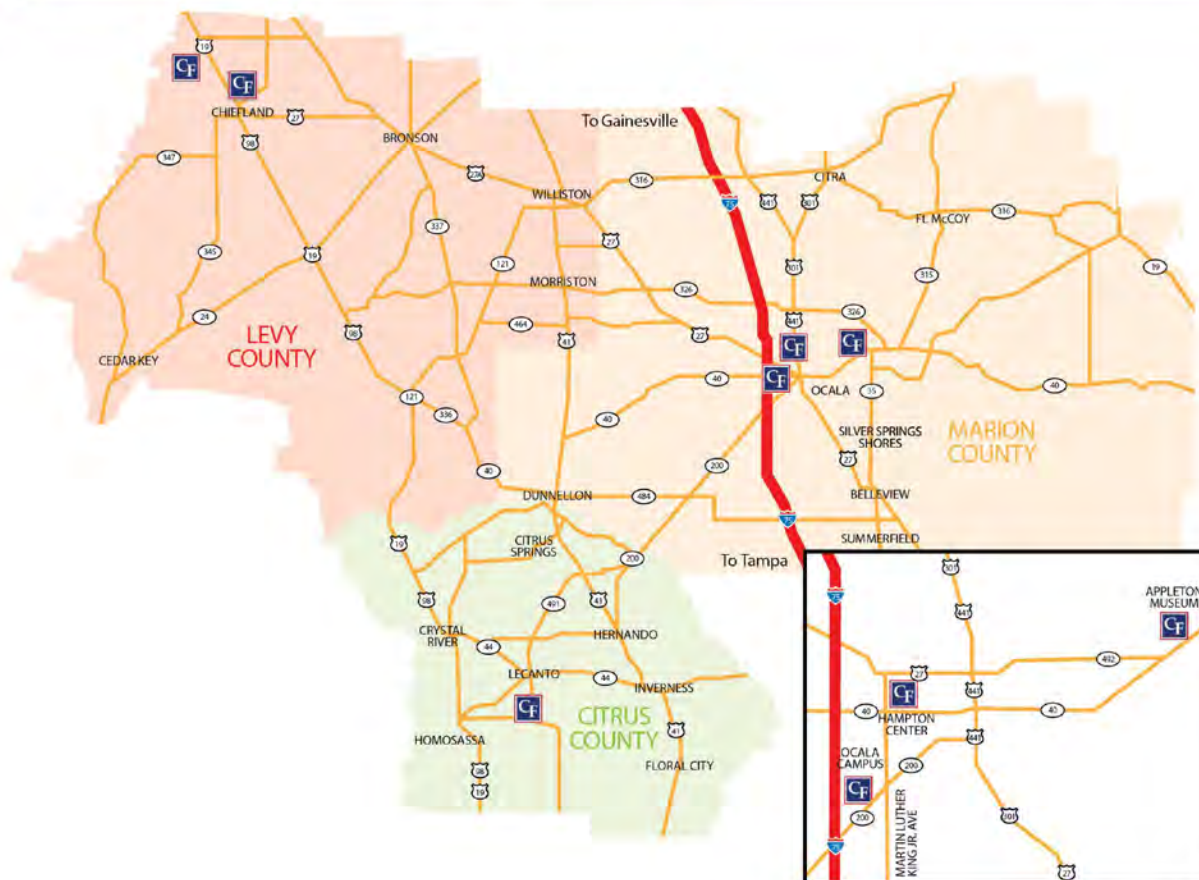 19
CF
CF
CHIEFLAND
27
98
BRONSON
To Gainesville
347
27A
WILLISTON
316
75
441
301
CITRA
FT. McCOY
316
345
19
337
121
27
MORRISTON
326
301
315
19
24
LEVY
COUNTY
98
464
41
27
441
326
CF
CF
CEDAR KEY
CF
40
OCALA
35
40
121
336
40
SILVER SPRINGS
SHORES
MARION
COUNTY
200
27
40
DUNNELLON
484
BELLEVIEW
75
SUMMERFIELD
19
CITRUS
SPRINGS
200
To Tampa
98
491
41
CRYSTAL
RIVER
HERNANDO
44
LECANTO
44
INVERNESS
CF
CITRUS
COUNTY
41
HOMOSASSA
FLORAL CITY
98
19
301
75
441
APPLETON
MUSEUM
CF
27
492
441
CF
40
HAMPTON
CENTER
40
441
OCALA
CAMPUS
200
CF
200
301
MARTIN LUTHER
KING JR. AVE
75
27